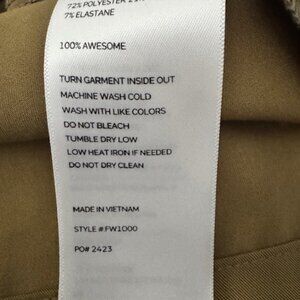 72% POLYESTER
7% ELASTANE
100% AWESOME
TURN GARMENT INSIDE OUT
MACHINE WASH COLD
WASH WITH LIKE COLORS
DO NOT BLEACH
TUMBLE DRY LOW
LOW HEAT IRON IF NEEDED
DO NOT DRY CLEAN
MADE IN VIETNAM
STYLE #FW1000
PO# 2423